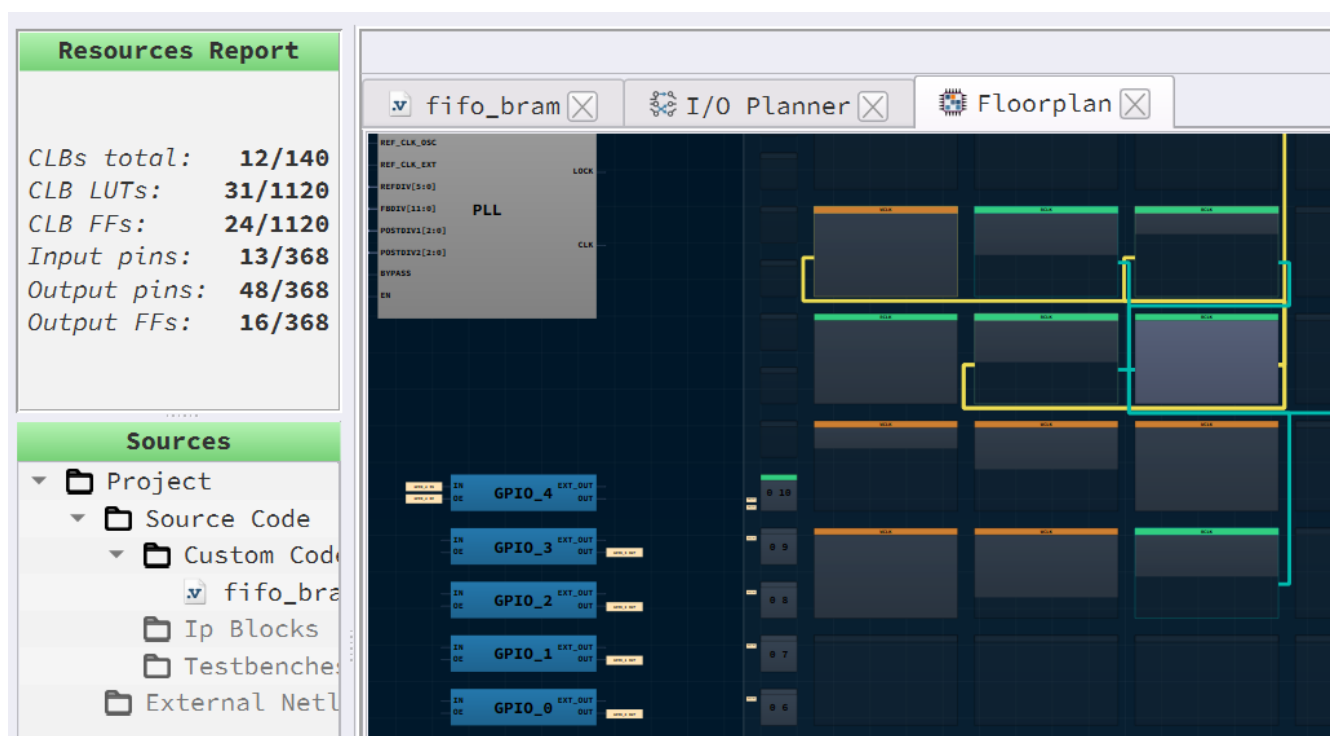 Resources Report
CLBs total: 12/140
CLB LUTs: 31/1120
CLB FFs: 24/1120
Input pins: 13/368
Output pins: 48/368
Output FFs: 16/368
Sources
Project
Source Code
Custom Code
fifo_bra
Ip Blocks
Testbenches
External Netl
fifo_bram
I/O Planner
Floorplan
REF_CLK_OSC
REF_CLK_EXT
LOCK
REFDIV[5:0]
FBDIV[11:0] PLL
POSTDIV1[2:0]
CLK
POSTDIV2[2:0]
BYPASS
EN
IN EXT_OUT
GPIO_4
OE OUT
0 10
IN EXT_OUT
GPIO_3
OE OUT
0 9
IN EXT_OUT
GPIO_2
OE OUT
0 8
IN EXT_OUT
GPIO_1
OE OUT
0 7
IN EXT_OUT
GPIO_0
OE OUT
0 6